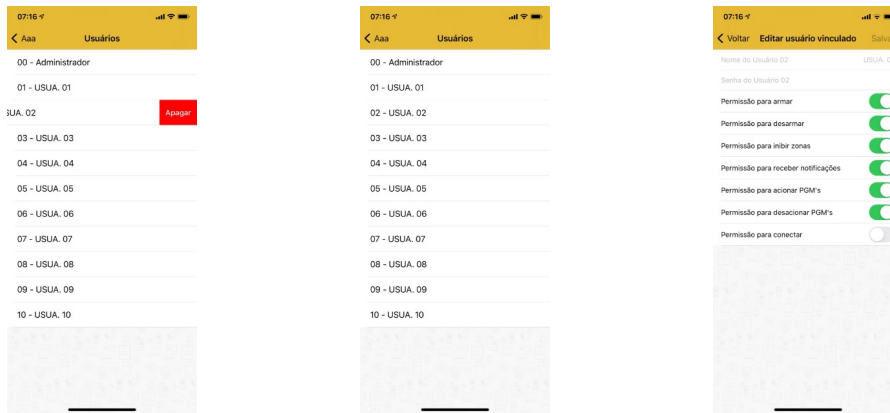 07:16
Aaa Usuários
00 - Administrador
01 - USUA. 01
SUA. 02 Apagar
03 - USUA. 03
04 - USUA. 04
05 - USUA. 05
06 - USUA. 06
07 - USUA. 07
08 - USUA. 08
09 - USUA. 09
10 - USUA. 10
07:16
Aaa Usuários
00 - Administrador
01 - USUA. 01
02 - USUA. 02
03 - USUA. 03
04 - USUA. 04
05 - USUA. 05
06 - USUA. 06
07 - USUA. 07
08 - USUA. 08
09 - USUA. 09
10 - USUA. 10
07:16
Voltar Editar usuário vinculado Salva
Nome do Usuário 02 USUA. 0
Senha do Usuário 02
Permissão para armar
Permissão para desarmar
Permissão para inibir zonas
Permissão para receber notificações
Permissão para acionar PGM's
Permissão para desacionar PGM's
Permissão para conectar